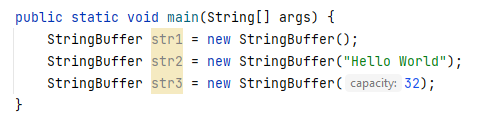 public static void main(String[] args) {
    StringBuffer str1 = new StringBuffer();
    StringBuffer str2 = new StringBuffer("Hello World");
    StringBuffer str3 = new StringBuffer( capacity: 32);
}